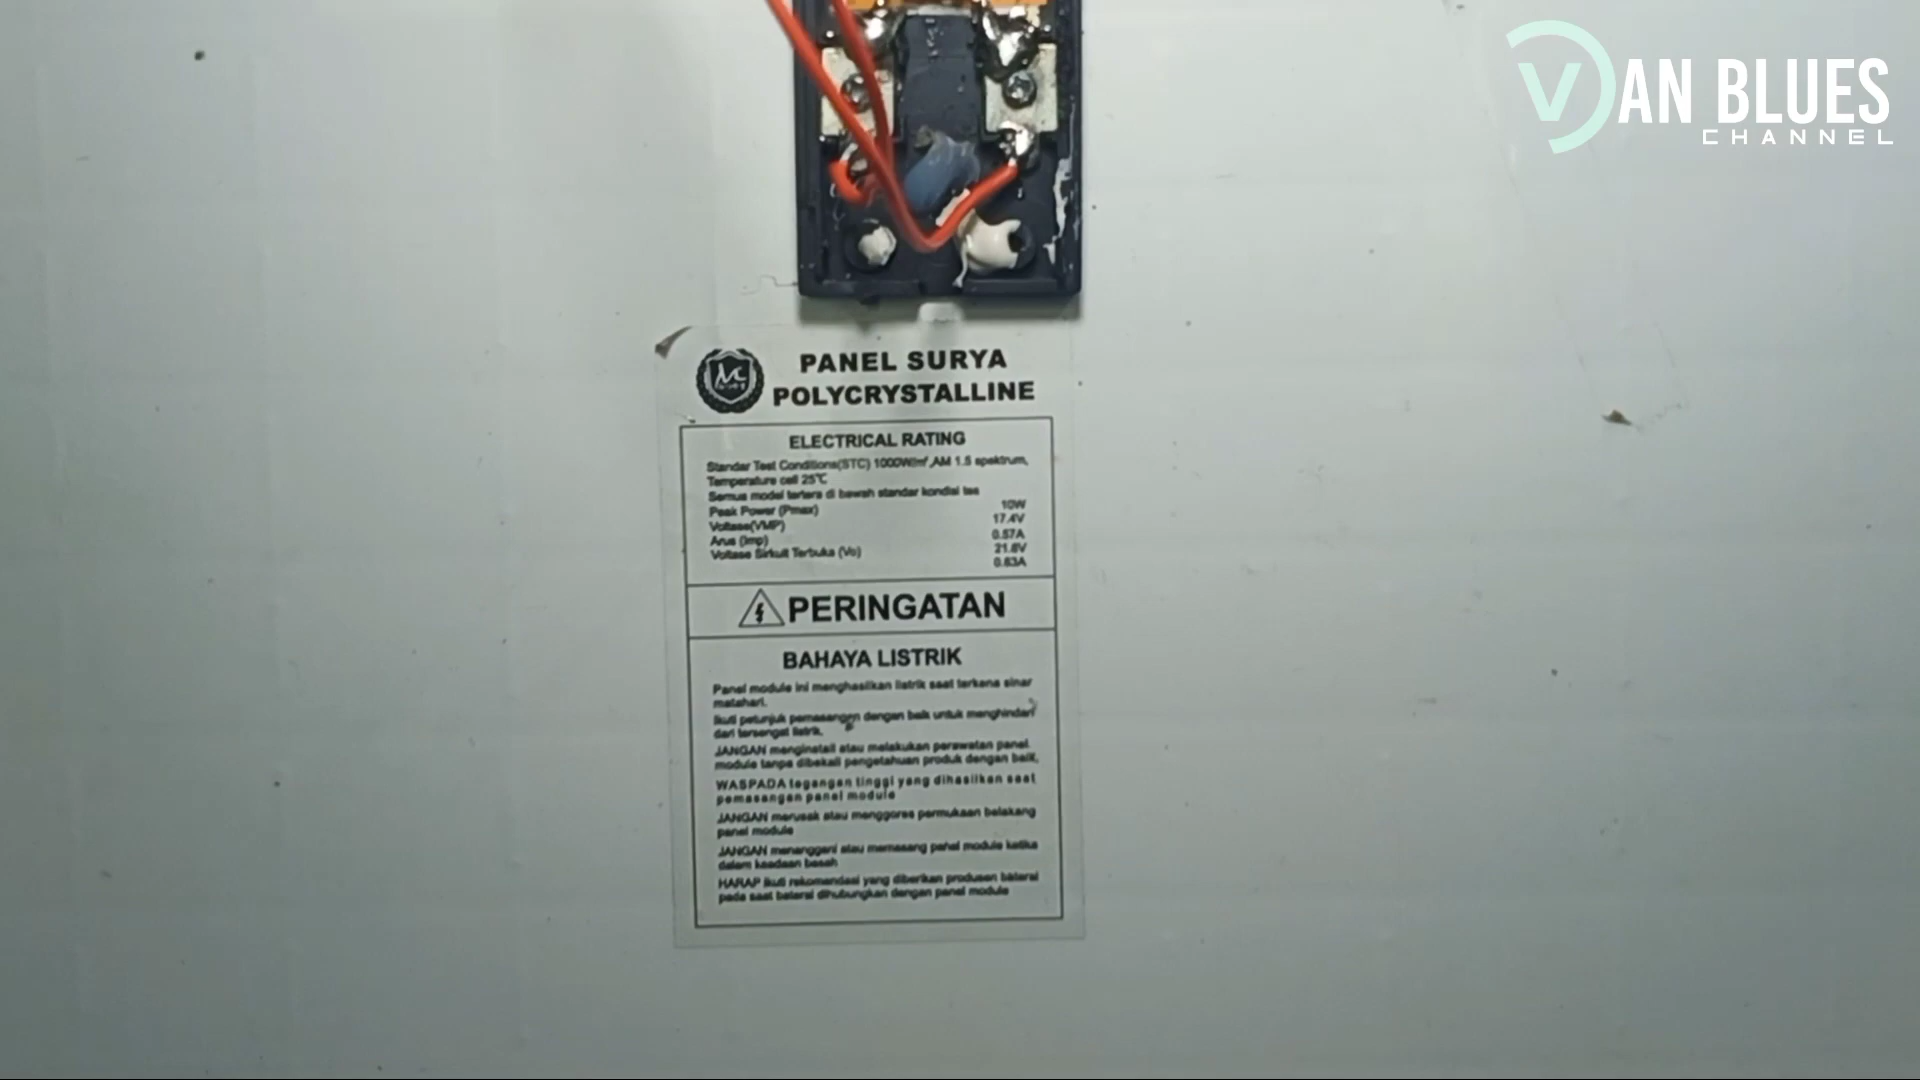 VAN BLUES
CHANNEL
PANEL SURYA
POLYCRYSTALLINE
ELECTRICAL RATING
Standar Test Conditions(STC) 1000W/m²,AM 1.5 spektrum,
Temperature cell 25℃
Semua model tertera di bawah standar kondisi tes
Peak Power (Pmax) 10W
Voltase(VMP) 17.4V
Arus (Imp) 0.57A
Voltase Sirkuit Terbuka (Vo) 21.6V
0.63A
PERINGATAN
BAHAYA LISTRIK
Panel module ini menghasilkan listrik saat terkena sinar
matahari.
Ikuti petunjuk pemasangan dengan baik untuk menghindari
dari tersengat listrik.
JANGAN menginstall atau melakukan perawatan panel
module tanpa dibekali pengetahuan produk dengan baik.
WASPADA tegangan tinggi yang dihasilkan saat
pemasangan panel module
JANGAN merusak atau menggores permukaan belakang
panel module
JANGAN menanggani atau memasang panel module ketika
dalam keadaan basah
HARAP ikuti rekomendasi yang diberikan produsen baterai
pada saat baterai dihubungkan dengan panel module